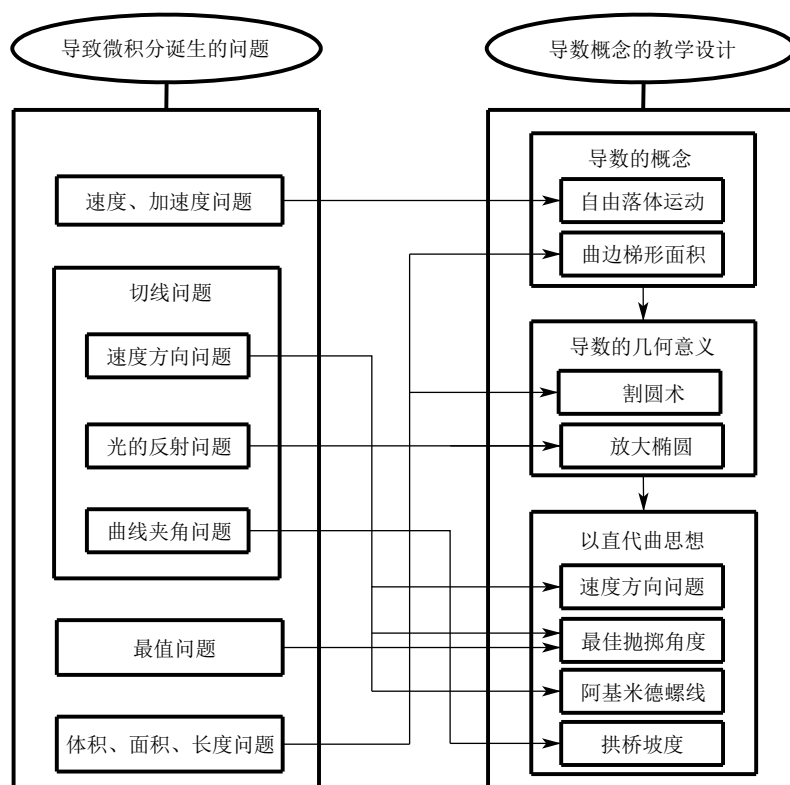 导致微积分诞生的问题
速度、加速度问题
切线问题
速度方向问题
光的反射问题
曲线夹角问题
最值问题
体积、面积、长度问题
导数概念的教学设计
导数的概念
自由落体运动
曲边梯形面积
导数的几何意义
割圆术
放大椭圆
以直代曲思想
速度方向问题
最佳抛掷角度
阿基米德螺线
拱桥坡度